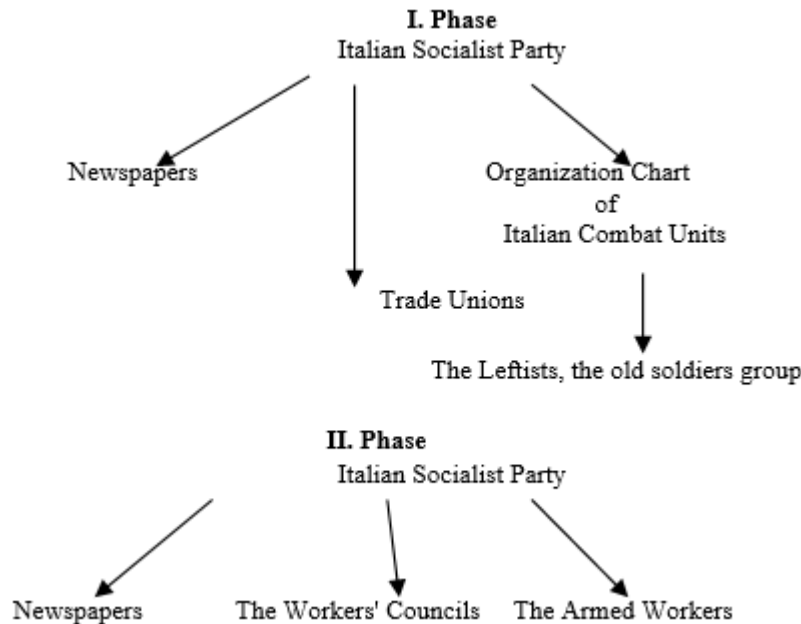 I. Phase
Italian Socialist Party
Newspapers
Organization Chart
of
Italian Combat Units
Trade Unions
The Leftists, the old soldiers group
II. Phase
Italian Socialist Party
Newspapers
The Workers' Councils
The Armed Workers